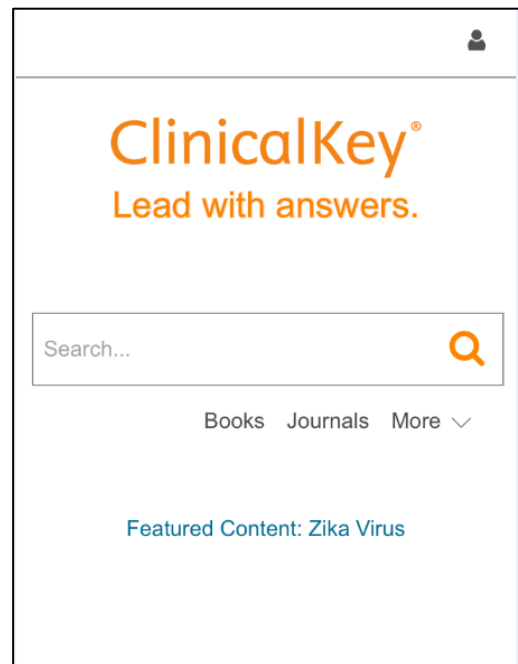 ClinicalKey®
Lead with answers.
Search...
Books Journals More
Featured Content: Zika Virus